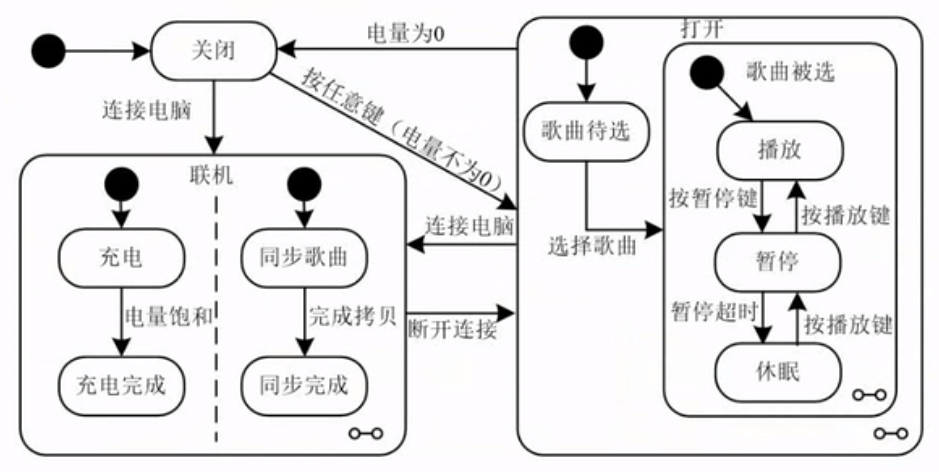 关闭
电量为0
打开
连接电脑
按任意键（电量不为0）
歌曲待选
选择歌曲
歌曲被选
播放
按暂停键
按播放键
暂停
暂停超时
按播放键
休眠
联机
充电
电量饱和
充电完成
同步歌曲
完成拷贝
同步完成
连接电脑
断开连接